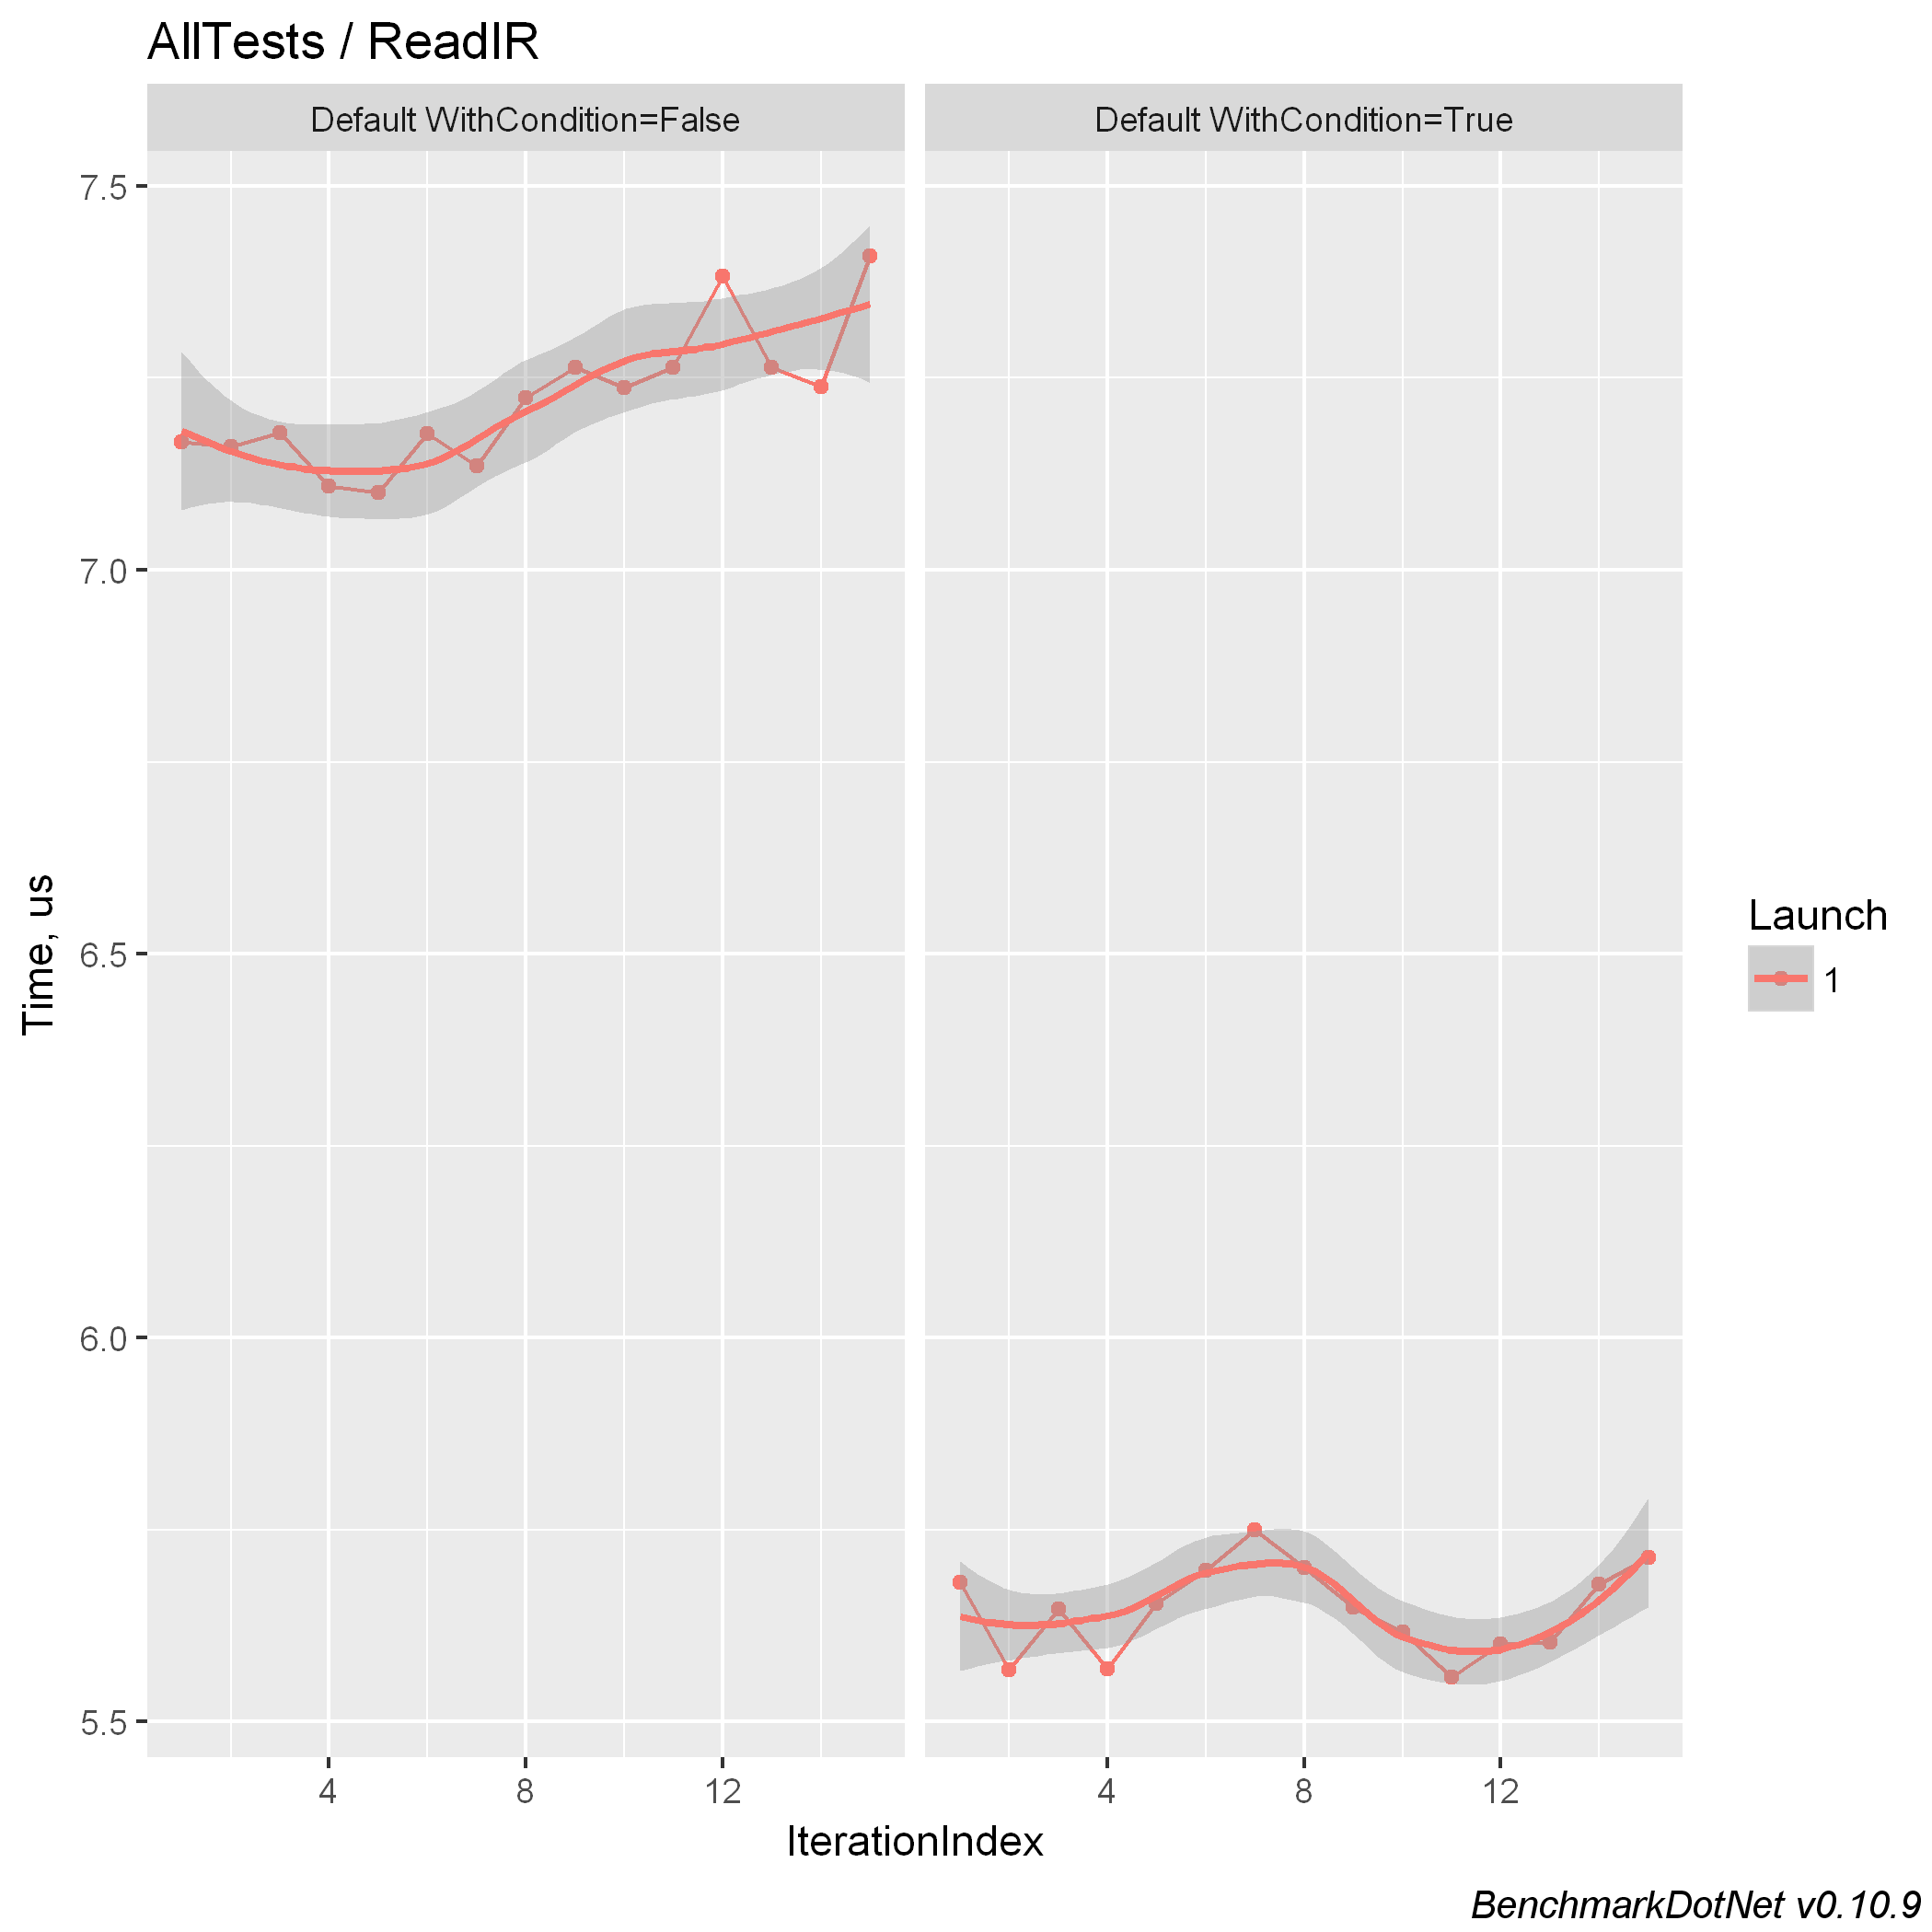 AllTests / ReadIR
Default WithCondition=False
Default WithCondition=True
7.5
7.0
6.5
6.0
5.5
Time, us
4 8 12
4 8 12
IterationIndex
Launch
1
BenchmarkDotNet v0.10.9